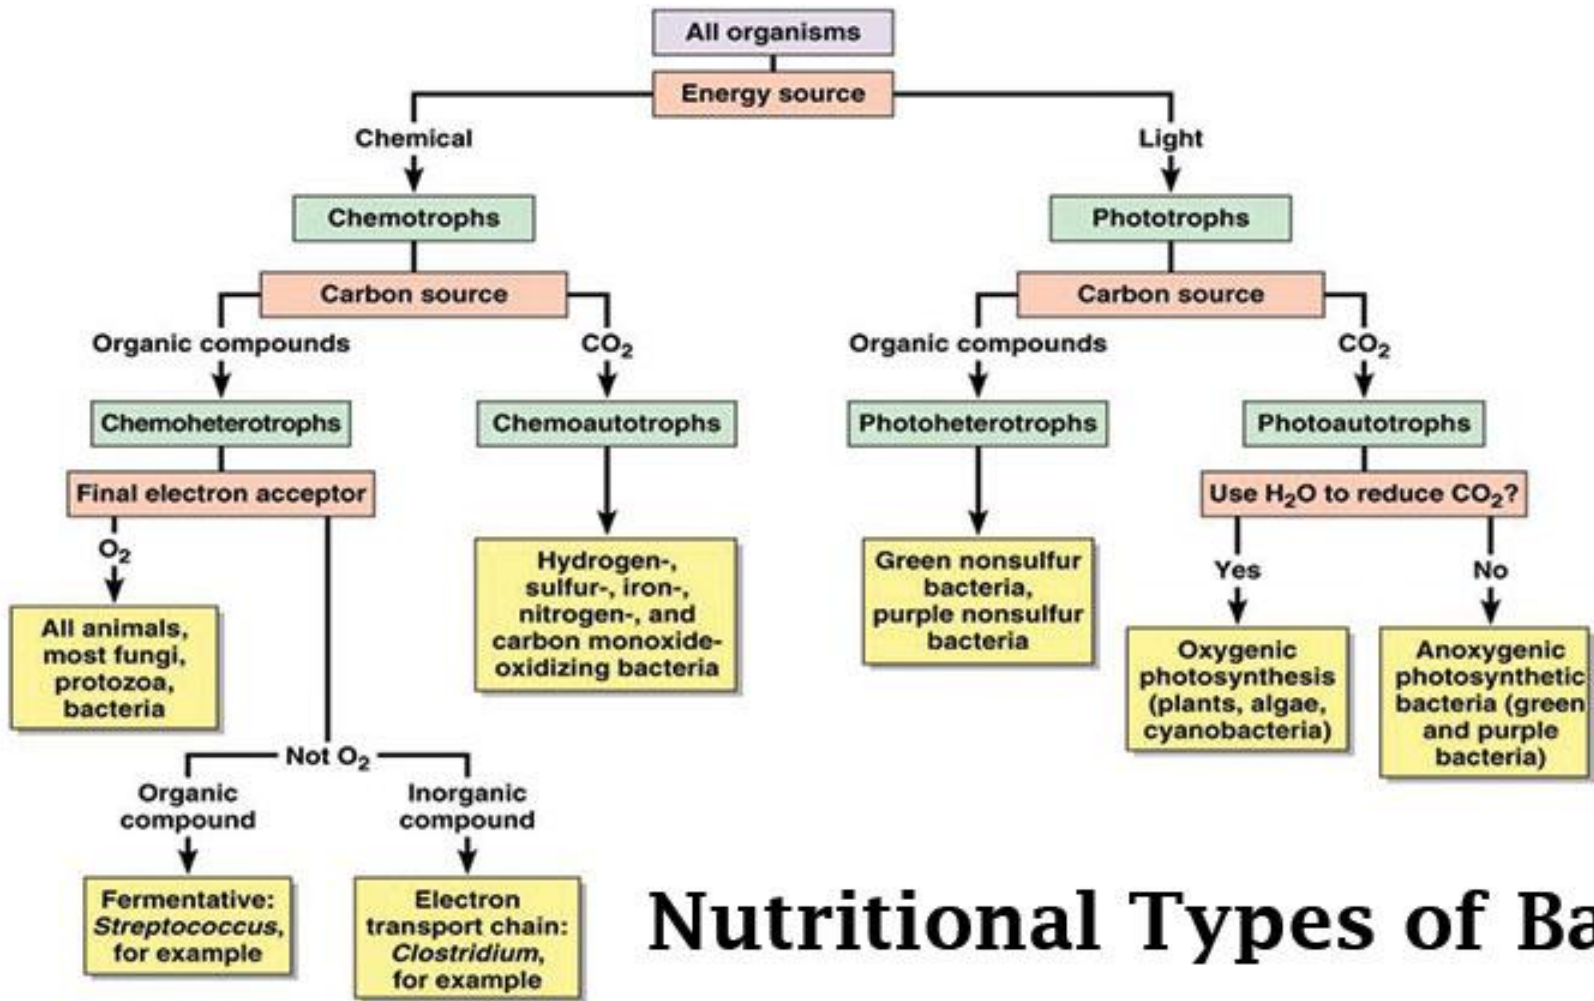 All organisms
Energy source
Chemical
Light
Chemotrophs
Phototrophs
Carbon source
Carbon source
Organic compounds
CO₂
Organic compounds
CO₂
Chemoheterotrophs
Chemoautotrophs
Photoheterotrophs
Photoautotrophs
Final electron acceptor
Use H₂O to reduce CO₂?
O₂
Yes
No
All animals,
most fungi,
protozoa,
bacteria
Hydrogen-,
sulfur-, iron-,
nitrogen-, and
carbon monoxide-
oxidizing bacteria
Green nonsulfur
bacteria,
purple nonsulfur
bacteria
Oxygenic
photosynthesis
(plants, algae,
cyanobacteria)
Anoxygenic
photosynthetic
bacteria (green
and purple
bacteria)
Not O₂
Organic
compound
Inorganic
compound
Fermentative:
Streptococcus,
for example
Electron
transport chain:
Clostridium,
for example
Nutritional Types of Ba